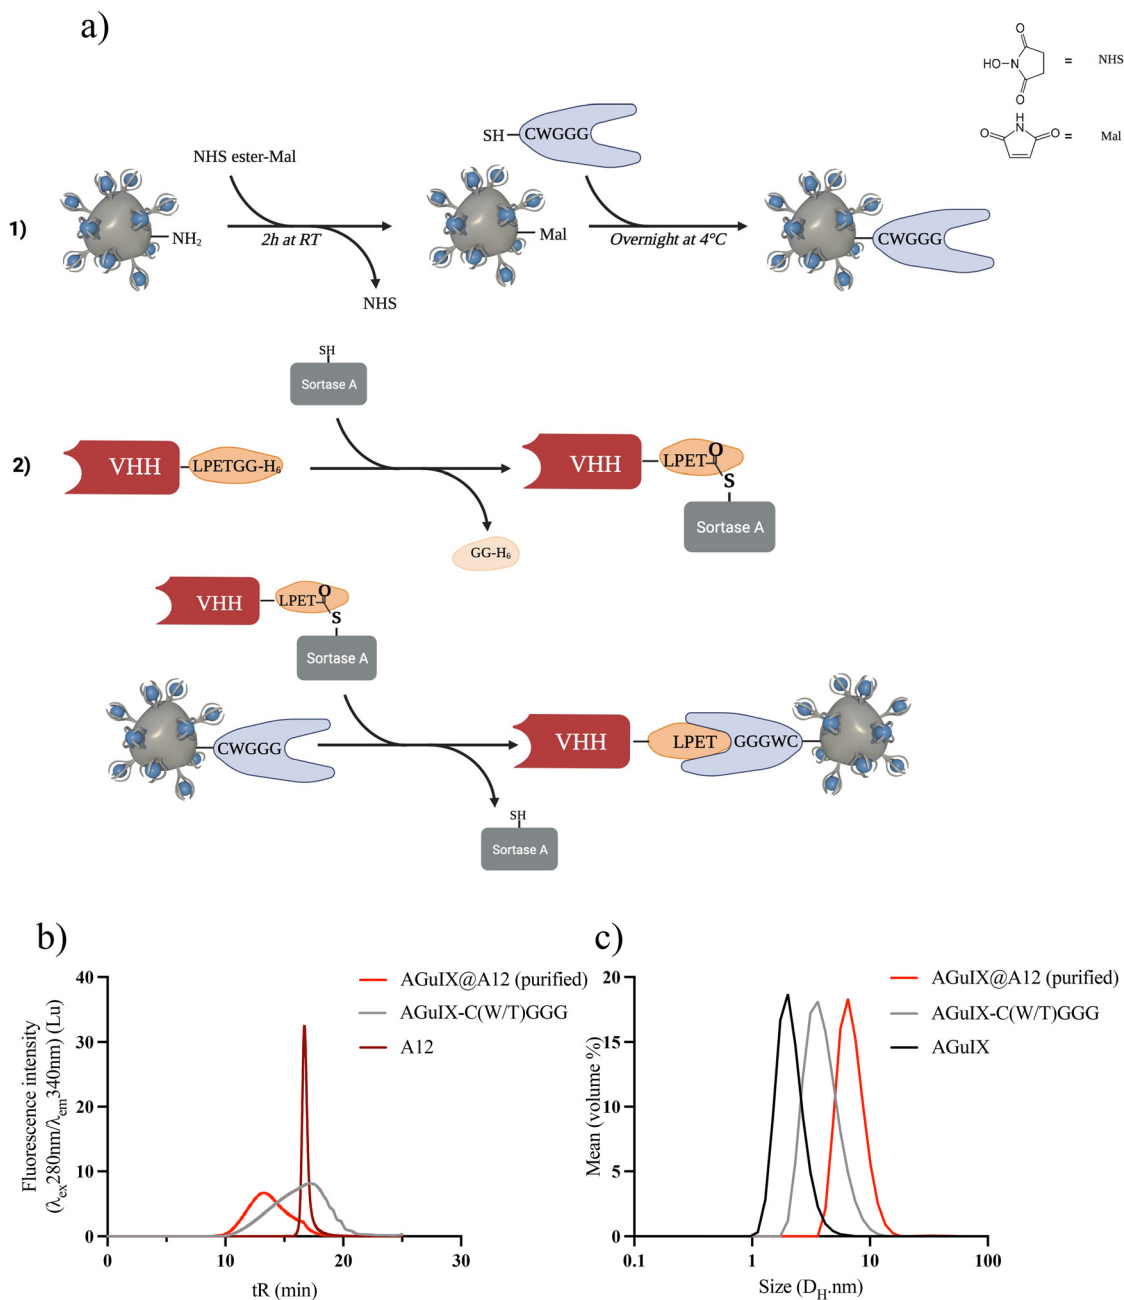 a)
HO
N
O
O
=
NHS
H
N
O
O
=
Mal
1)
NHS ester-Mal
NH2
2h at RT
NHS
SH
CWGGG
Mal
Overnight at 4°C
CWGGG
2)
VHH
LPETGG-H6
SH
Sortase A
GG-H6
VHH
LPET
O
S
Sortase A
VHH
LPET
O
S
Sortase A
CWGGG
SH
Sortase A
VHH
LPET
GGGWC
b)
AGuIX@A12 (purified)
AGuIX-C(W/T)GGG
A12
Fluorescence intensity
(λex280nm/λem340nm) (Lu)
40
30
20
10
0
0 10 20 30
tR (min)
c)
AGuIX@A12 (purified)
AGuIX-C(W/T)GGG
AGuIX
Mean (volume %)
20
15
10
5
0
0.1 1 10 100
Size (DH.nm)